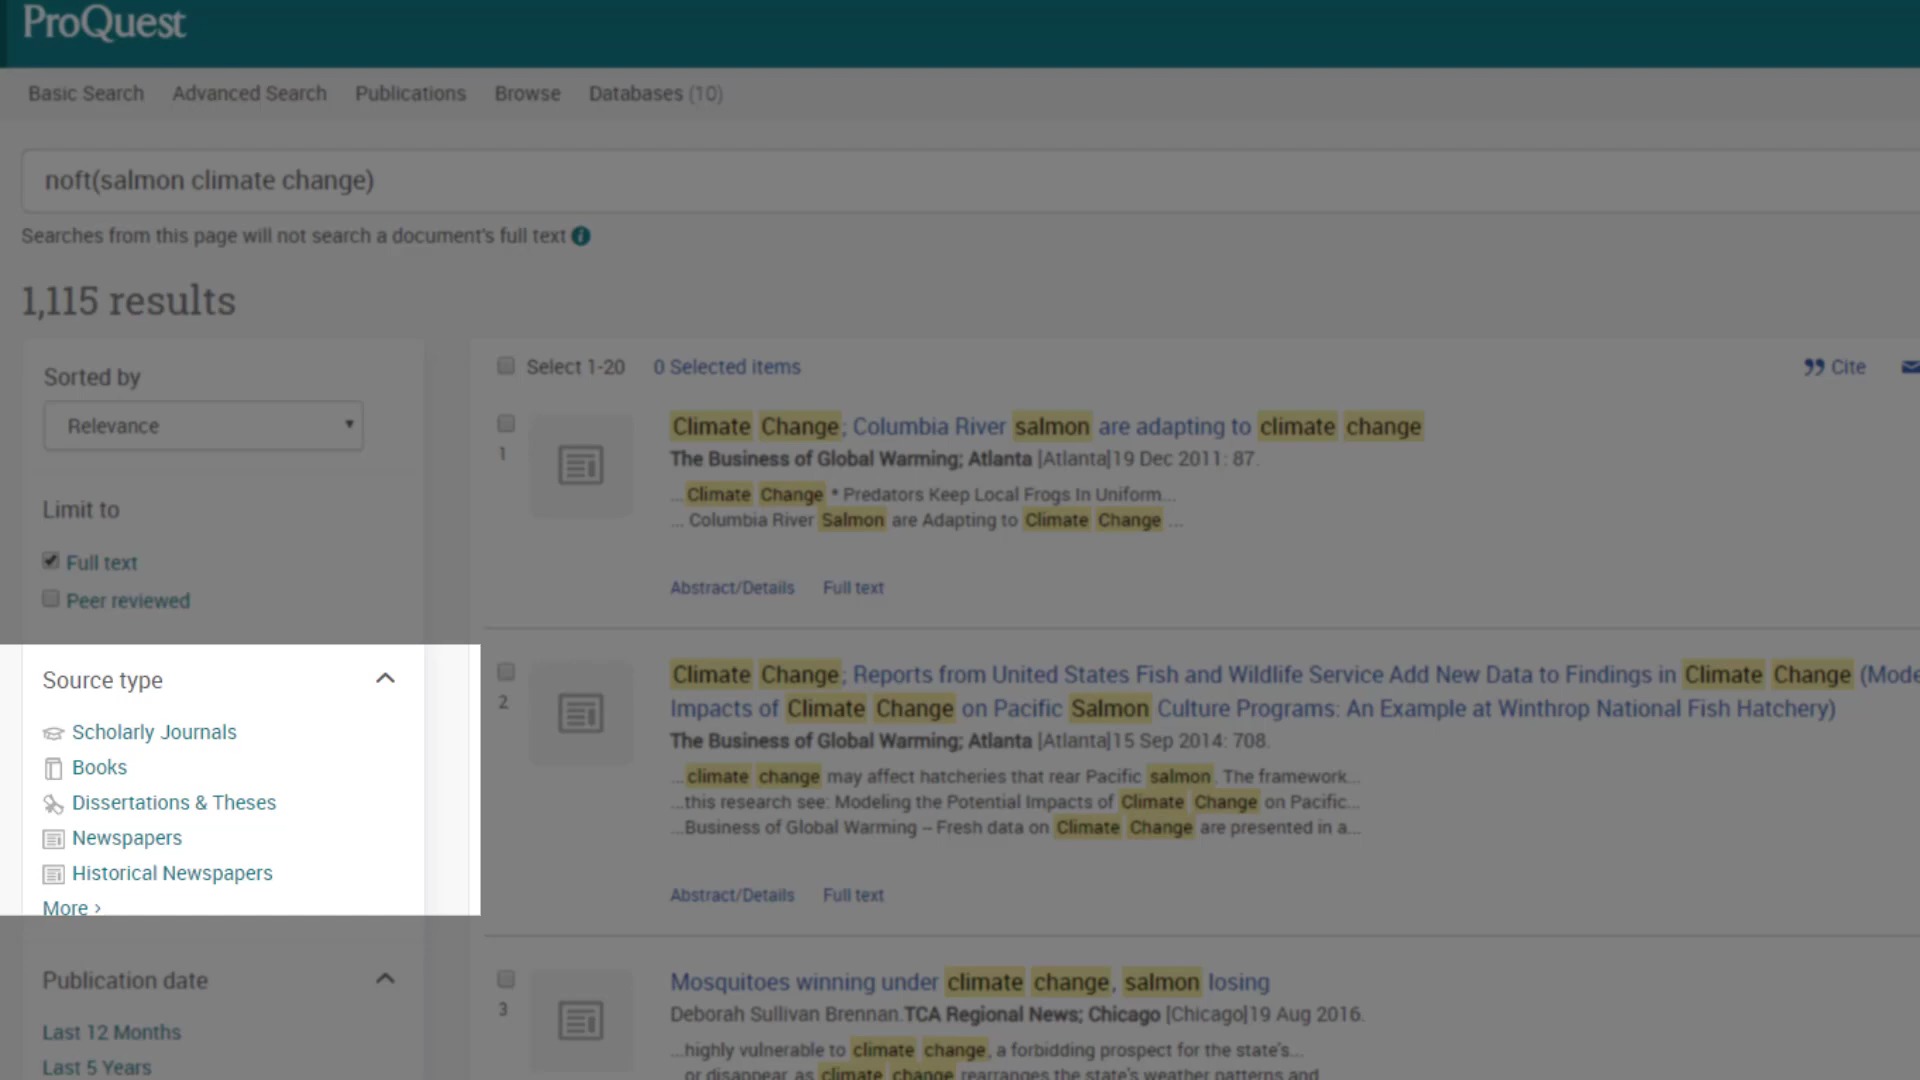 ProQuest
Basic Search Advanced Search Publications Browse Databases (10)
noft(salmon climate change)
Searches from this page will not search a document's full text
1,115 results
Sorted by
Relevance
Limit to
Full text
Peer reviewed
Source type
Scholarly Journals
Books
Dissertations & Theses
Newspapers
Historical Newspapers
More ›
Publication date
Last 12 Months
Last 5 Years
Select 1-20 0 Selected items Cite
1
Climate Change; Columbia River salmon are adapting to climate change
The Business of Global Warming; Atlanta [Atlanta]19 Dec 2011: 87.
...Climate Change * Predators Keep Local Frogs In Uniform...
... Columbia River Salmon are Adapting to Climate Change ...
Abstract/Details Full text
2
Climate Change; Reports from United States Fish and Wildlife Service Add New Data to Findings in Climate Change (Mode
Impacts of Climate Change on Pacific Salmon Culture Programs: An Example at Winthrop National Fish Hatchery)
The Business of Global Warming; Atlanta [Atlanta]15 Sep 2014: 708.
...climate change may affect hatcheries that rear Pacific salmon. The framework...
...this research see: Modeling the Potential Impacts of Climate Change on Pacific...
...Business of Global Warming -- Fresh data on Climate Change are presented in a...
Abstract/Details Full text
3
Mosquitoes winning under climate change, salmon losing
Deborah Sullivan Brennan.TCA Regional News; Chicago [Chicago]19 Aug 2016.
...highly vulnerable to climate change, a forbidding prospect for the state's...
or disappear, as climate change rearranges the state's weather patterns and